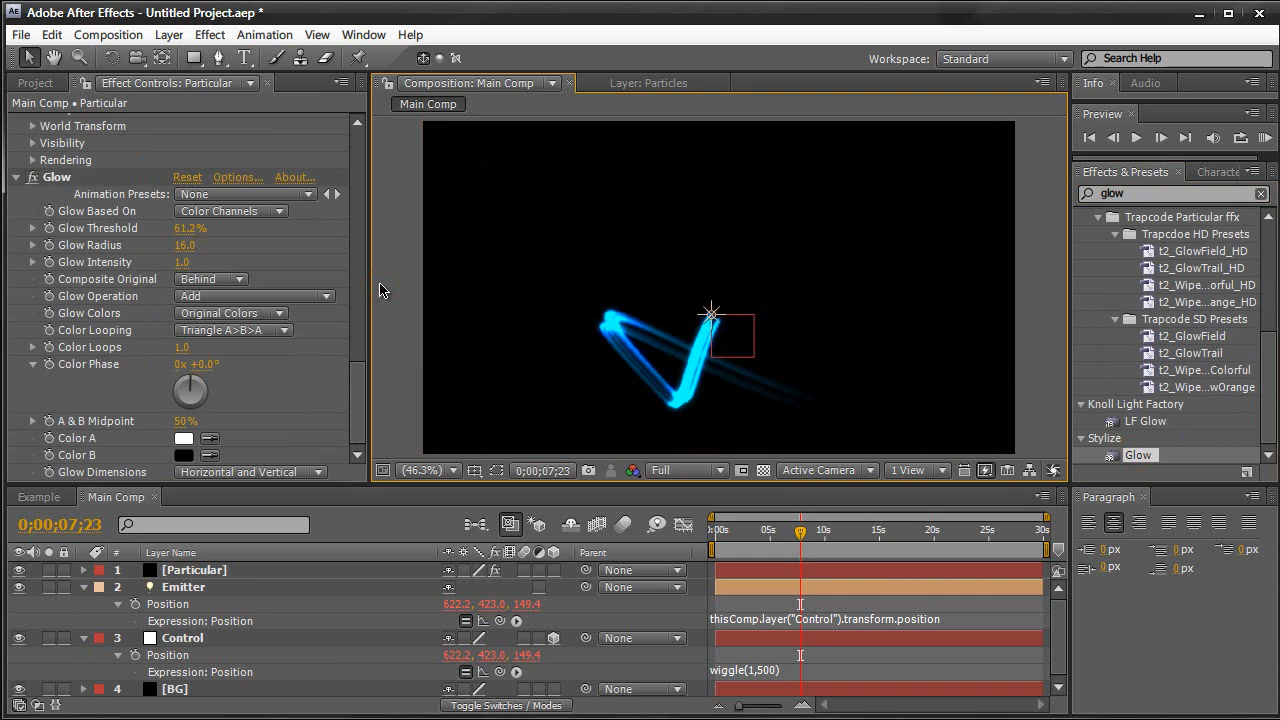 Adobe After Effects - Untitled Project.aep *
File Edit Composition Layer Effect Animation View Window Help
Workspace: Standard Search Help
Project Effect Controls: Particular Composition: Main Comp Layer: Particles Info Audio
Main Comp • Particular
Main Comp
Preview
World Transform
Visibility
Rendering
Glow Reset Options... About...
Animation Presets: None
Glow Based On Color Channels
Glow Threshold 61.2%
Glow Radius 16.0
Glow Intensity 1.0
Composite Original Behind
Glow Operation Add
Glow Colors Original Colors
Color Looping Triangle A>B>A
Color Loops 1.0
Color Phase 0x +0.0°
A & B Midpoint 50%
Color A
Color B
Glow Dimensions Horizontal and Vertical
(46.3%) 0;00;07;23 Full Active Camera 1 View
Effects & Presets Characte
glow
Trapcode Particular ffx
Trapcdoe HD Presets
t2_GlowField_HD
t2_GlowTrail_HD
t2_Wipe...orful_HD
t2_Wipe...ange_HD
Trapcode SD Presets
t2_GlowField
t2_GlowTrail
t2_Wipe...Colorful
t2_Wipe...wOrange
Knoll Light Factory
LF Glow
Stylize
Glow
Example Main Comp
0;00;07;23
# Layer Name Parent
):00s 05s 10s 15s 20s 25s 30s
1 [Particular] None
2 Emitter None
Position 622.2, 423.0, 149.4
Expression: Position thisComp.layer("Control").transform.position
3 Control None
Position 622.2, 423.0, 149.4
Expression: Position wiggle(1,500)
4 [BG] None
Toggle Switches / Modes
Paragraph
0 px 0 px 0 px
0 px 0 px